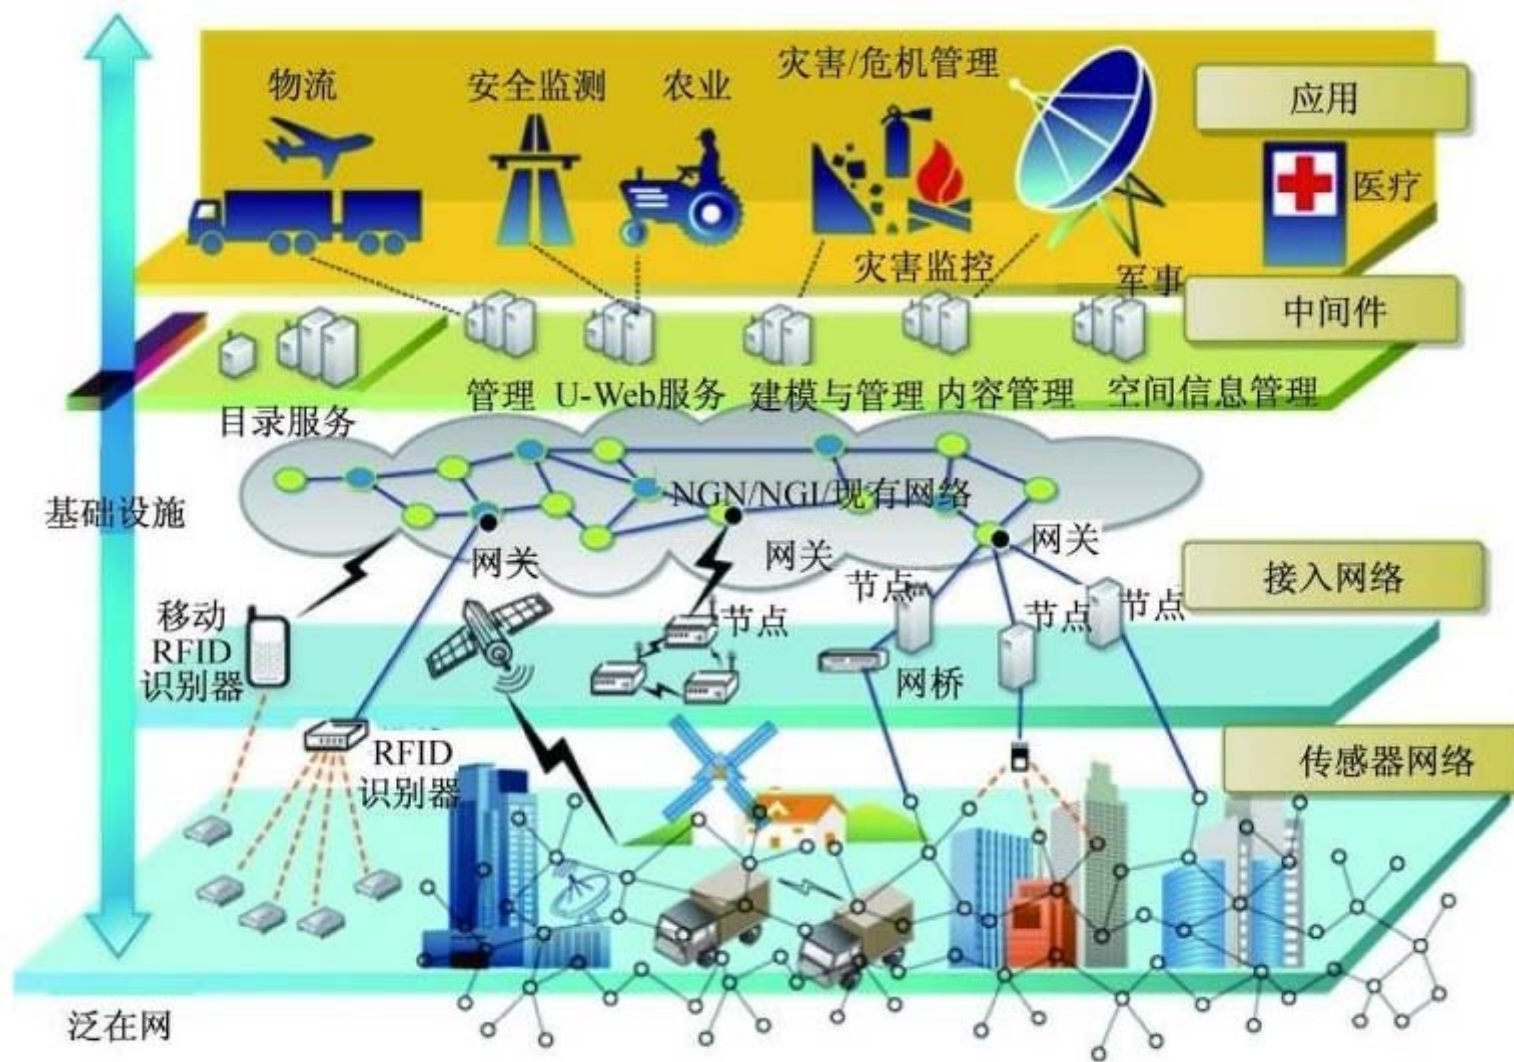 物流
安全监测
农业
灾害/危机管理
应用
医疗
灾害监控
军事
中间件
目录服务
管理
U-Web服务
建模与管理
内容管理
空间信息管理
基础设施
NGN/NGI/现有网络
网关
网关
网关
接入网络
移动
RFID
识别器
节点
节点
节点
节点
网桥
RFID
识别器
传感器网络
泛在网